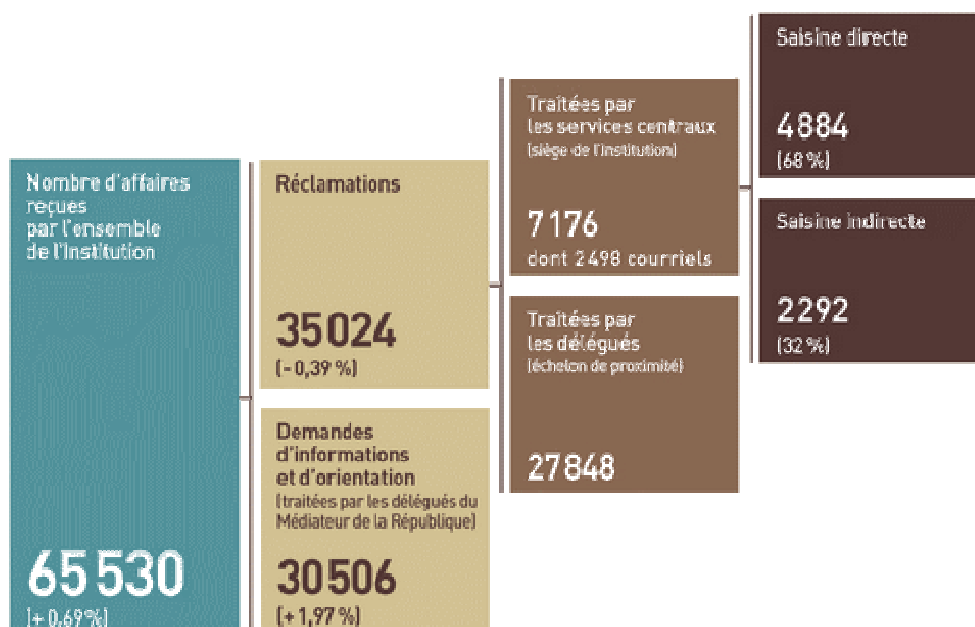 Nombre d'affaires
reçues
par l'ensemble
de l'Institution
65 530
(+ 0,69 %)
Réclamations
35 024
(- 0,39 %)
Demandes
d'informations
et d'orientation
(traitées par les délégués du
Médiateur de la République)
30 506
(+ 1,97 %)
Traitées par
les services centraux
(siège de l'Institution)
7 176
dont 2 498 courriels
Traitées par
les délégués
(échelon de proximité)
27 848
Saisine directe
4 884
(68 %)
Saisine indirecte
2 292
(32 %)